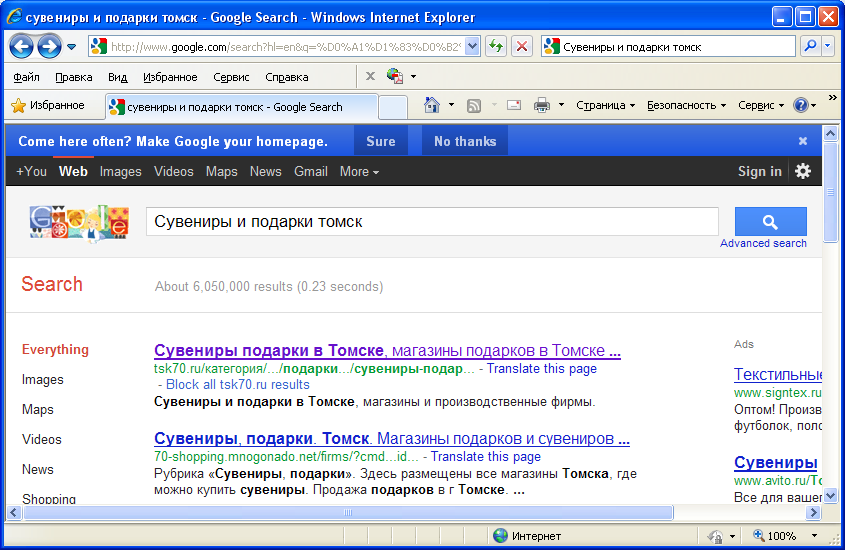 сувениры и подарки томск - Google Search - Windows Internet Explorer
http://www.google.com/search?hl=en&q=%D0%A1%D1%83%D0%B2%
Сувениры и подарки томск
Файл Правка Вид Избранное Сервис Справка
Избранное
сувениры и подарки томск - Google Search
Страница Безопасность Сервис
Come here often? Make Google your homepage. Sure No thanks
+You Web Images Videos Maps News Gmail More Sign in
Google
Сувениры и подарки томск
Advanced search
Search About 6,050,000 results (0.23 seconds)
Everything
Images
Maps
Videos
News
Shopping
Сувениры подарки в Томске, магазины подарков в Томске ...
tsk70.ru/категория/.../подарки.../сувениры-подар... - Translate this page
- Block all tsk70.ru results
Сувениры и подарки в Томске, магазины и производственные фирмы.
Сувениры, подарки. Томск. Магазины подарков и сувениров ...
70-shopping.mnogonado.net/firms/?cmd...id... - Translate this page
Рубрика «Сувениры, подарки». Здесь размещены все магазины Томска, где
можно купить сувениры. Продажа подарков в г Томске. ...
Ads
Текстильные
www.signtex.ru
Оптом! Произв
футболок, поло
Сувениры
www.avito.ru/То
Все для вашег
Интернет
100%